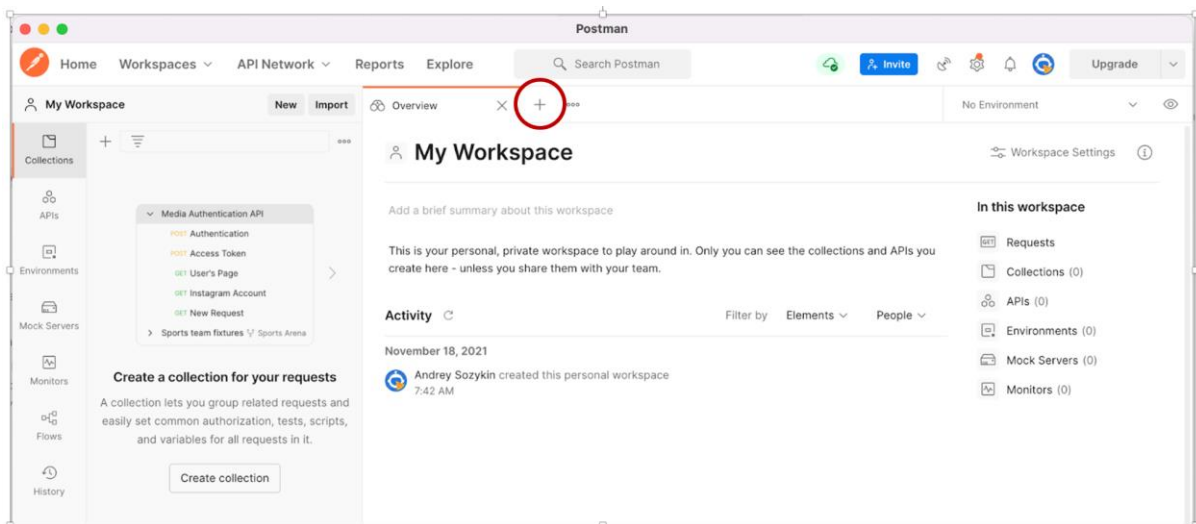 Postman
Home Workspaces API Network Reports Explore Search Postman Invite Upgrade
My Workspace New Import Overview No Environment
Collections
APIs
Environments
Mock Servers
Monitors
Flows
History
Media Authentication API
POST Authentication
POST Access Token
GET User's Page
GET Instagram Account
GET New Request
Sports team fixtures Sports Arena
Create a collection for your requests
A collection lets you group related requests and
easily set common authorization, tests, scripts,
and variables for all requests in it.
Create collection
My Workspace
Workspace Settings
Add a brief summary about this workspace
This is your personal, private workspace to play around in. Only you can see the collections and APIs you
create here - unless you share them with your team.
Activity Filter by Elements People
November 18, 2021
Andrey Sozykin created this personal workspace
7:42 AM
In this workspace
GET Requests
Collections (0)
APIs (0)
Environments (0)
Mock Servers (0)
Monitors (0)